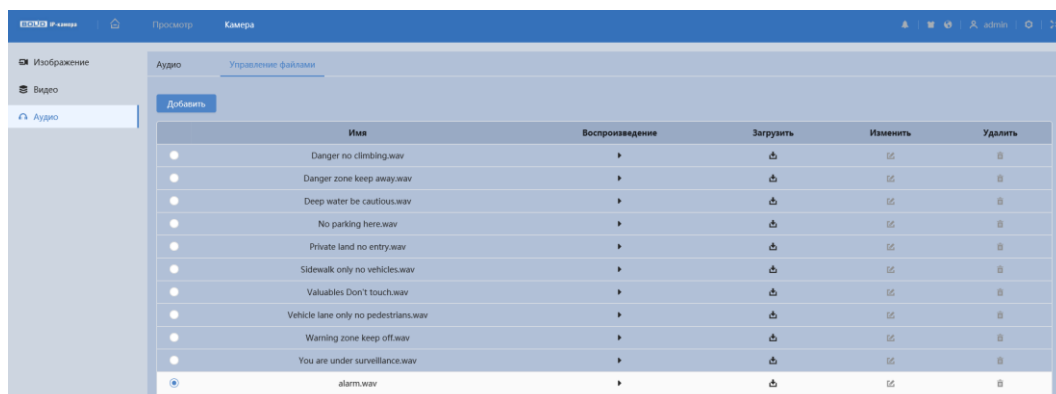 BOLID IP-камера Просмотр Камера admin
Изображение
Видео
Аудио
Аудио Управление файлами
Добавить
Имя Воспроизведение Загрузить Изменить Удалить
Danger no climbing.wav
Danger zone keep away.wav
Deep water be cautious.wav
No parking here.wav
Private land no entry.wav
Sidewalk only no vehicles.wav
Valuables Don't touch.wav
Vehicle lane only no pedestrians.wav
Warning zone keep off.wav
You are under surveillance.wav
alarm.wav